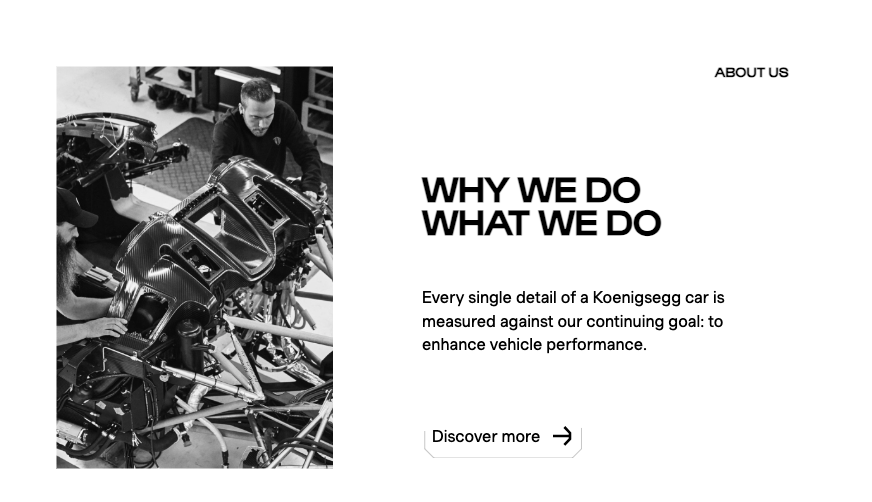 ABOUT US
WHY WE DO
WHAT WE DO
Every single detail of a Koenigsegg car is
measured against our continuing goal: to
enhance vehicle performance.
Discover more